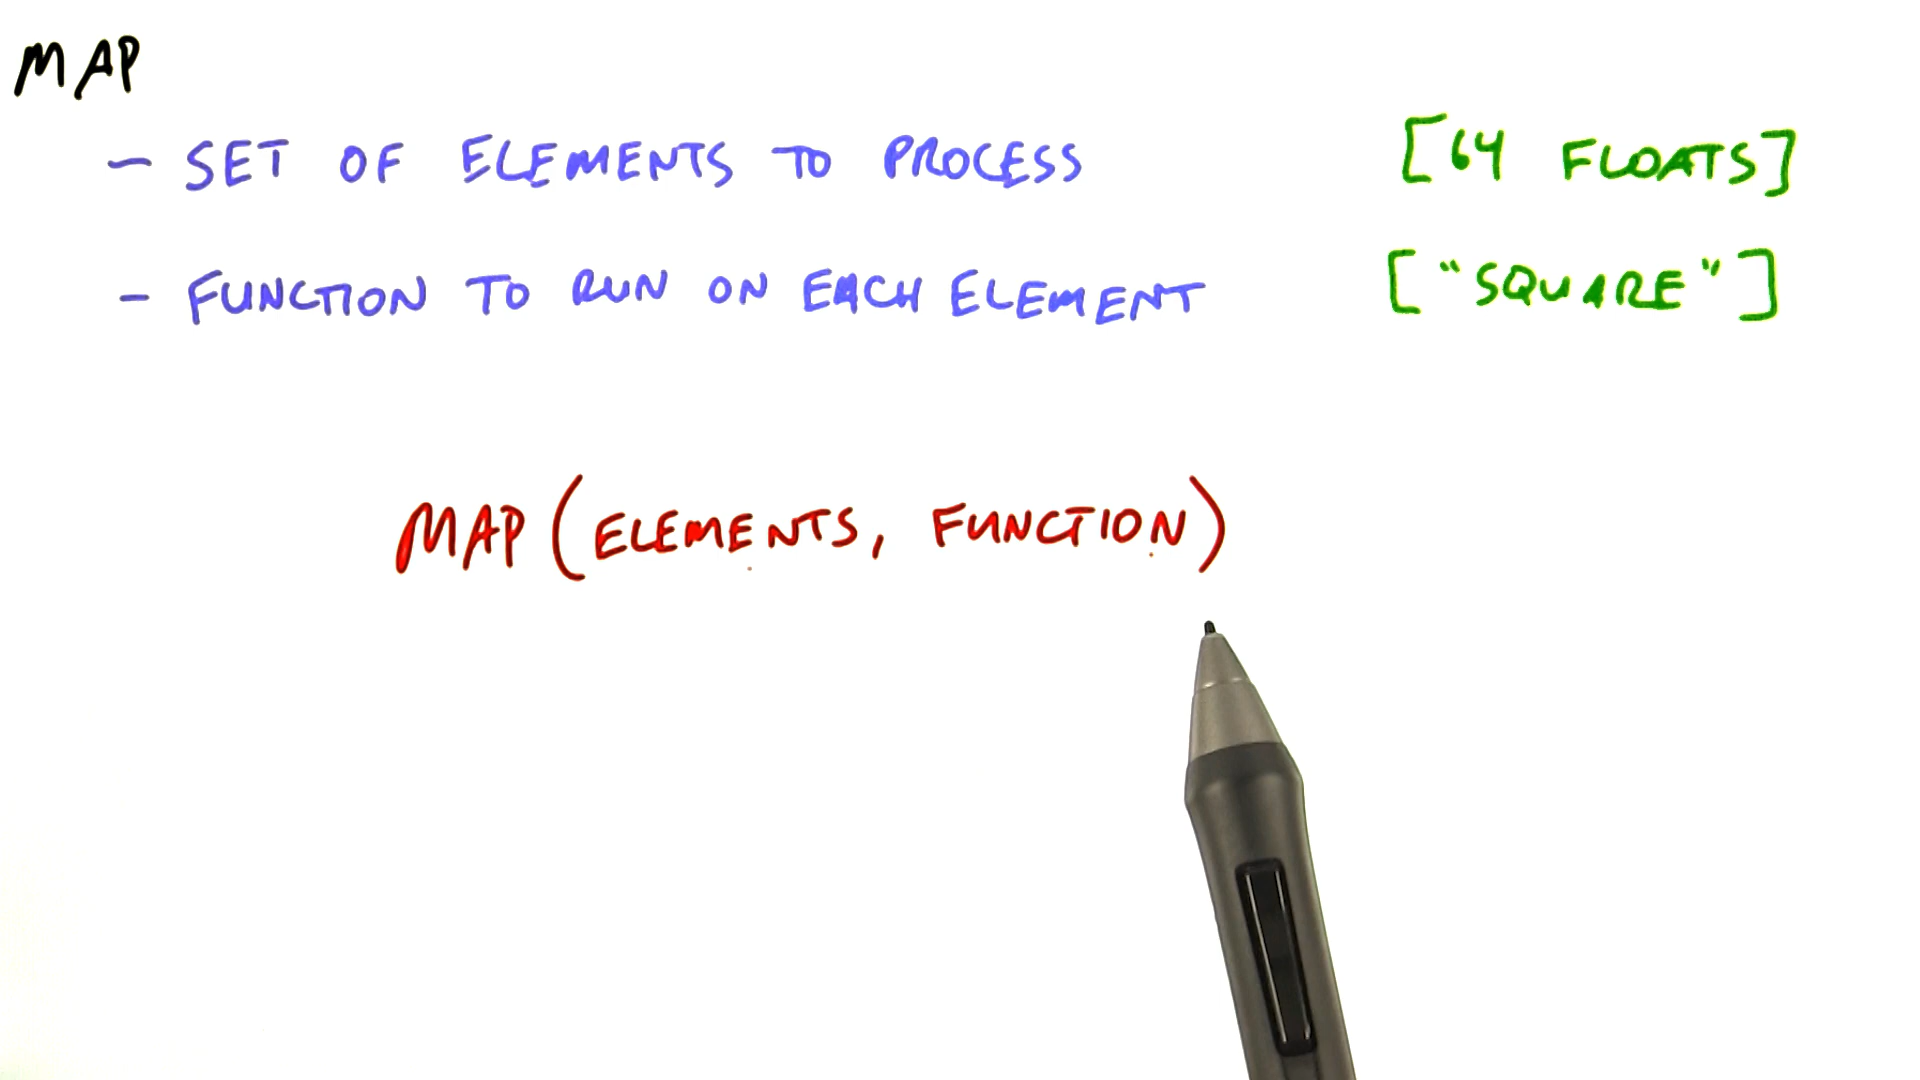 MAP
- SET OF ELEMENTS TO PROCESS [64 FLOATS]
- FUNCTION TO RUN ON EACH ELEMENT ["SQUARE"]
MAP (ELEMENTS, FUNCTION)